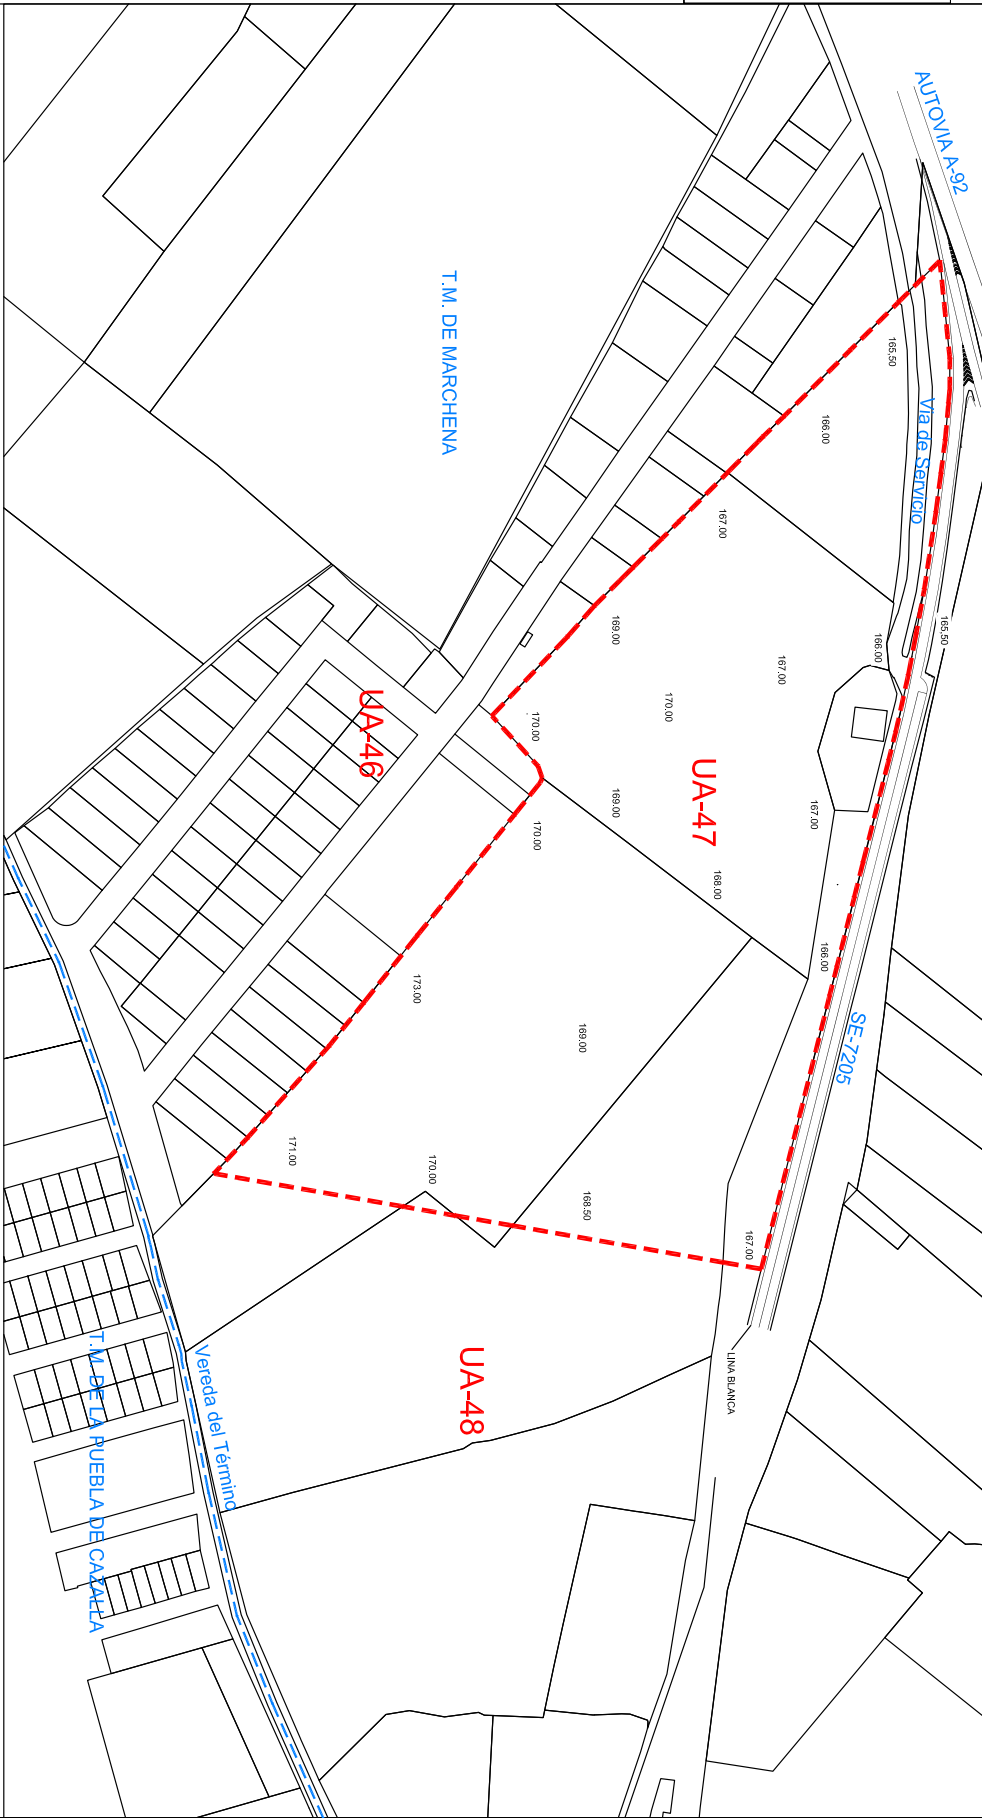 AUTOVIA A-92
T.M. DE MARCHENA
165,50
Via de Servicio
166.00
167.00
165,50
169.00
166.00
167.00
170.00
UA-46
170.00
UA-47
169.00
167.00
170.00
168.00
166.00
173.00
169.00
SE-7205
171.00
170.00
168.50
167.00
UA-48
LINA BLANCA
Vereda del Término
T.M. DE LA PUEBLA DE CAZALLA